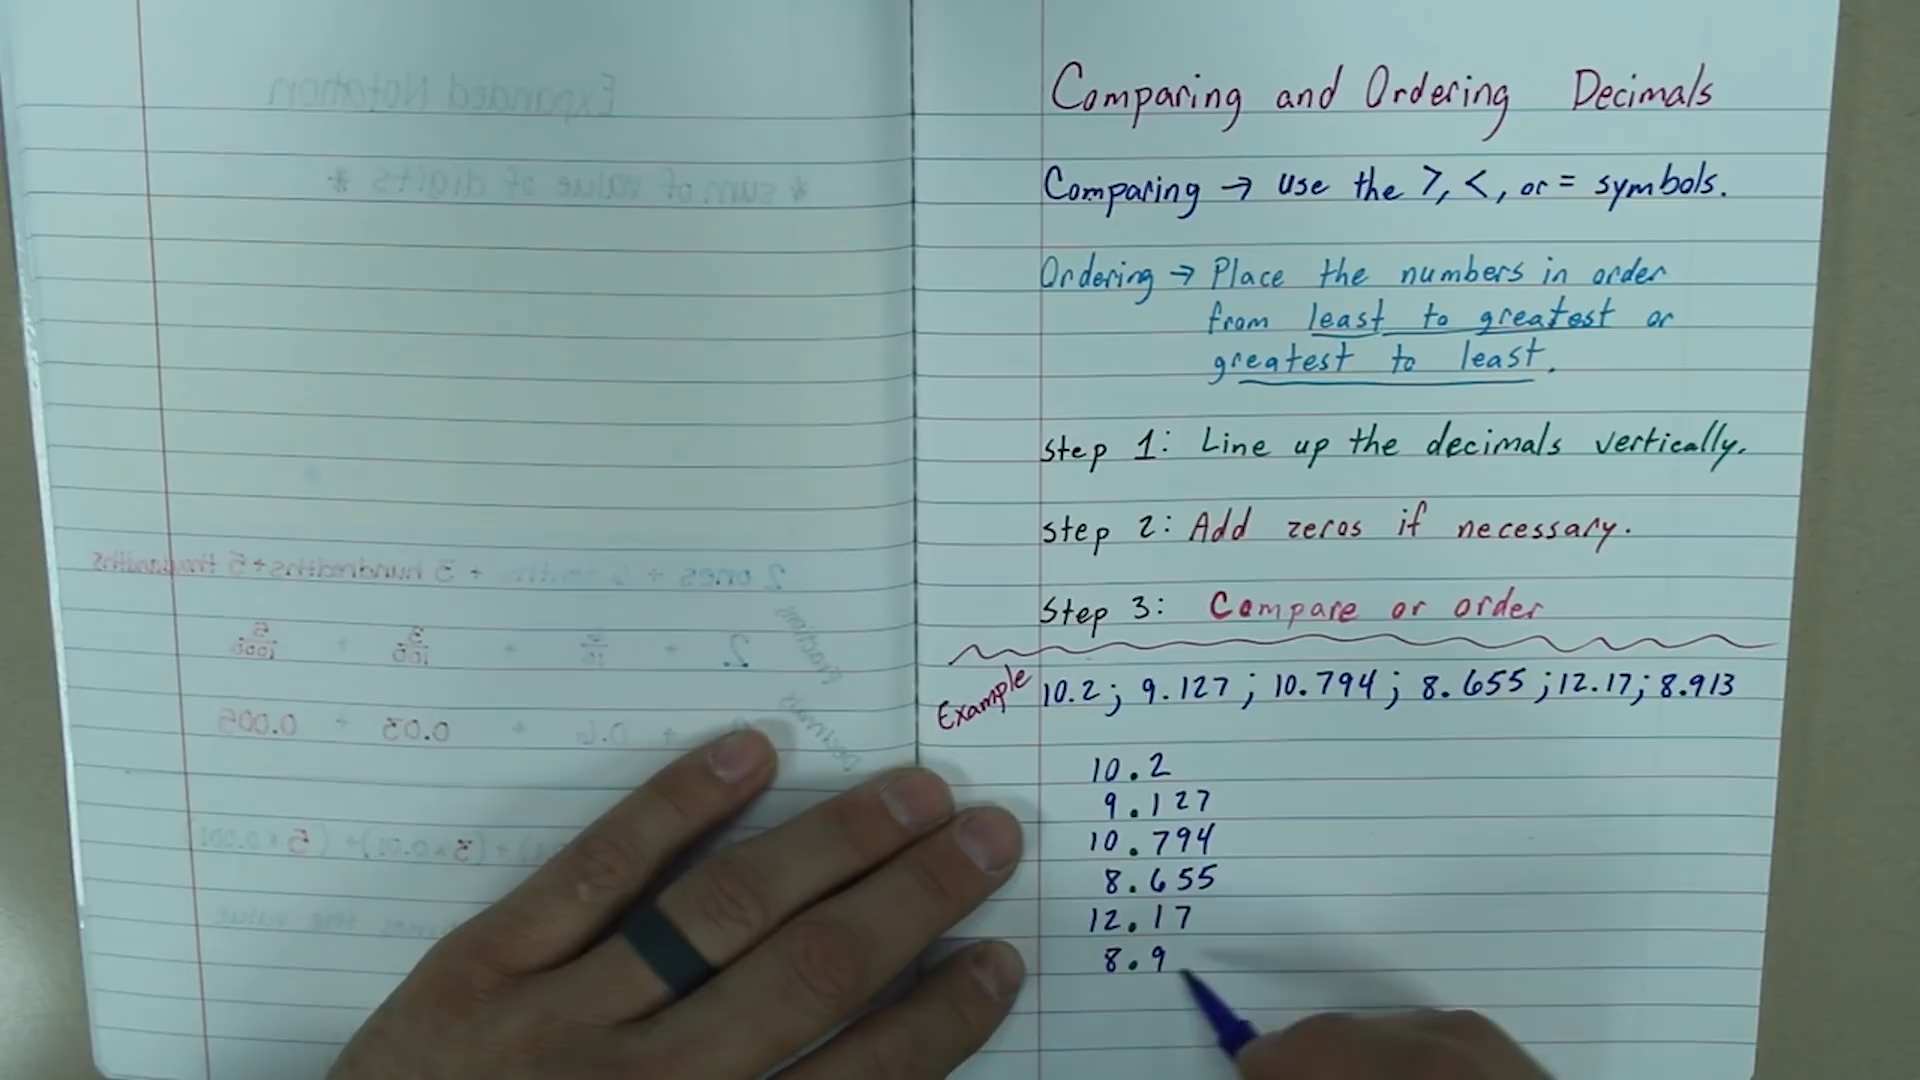 Comparing and Ordering Decimals
Comparing → use the >, <, or = symbols.
Ordering → Place the numbers in order
from least to greatest or
greatest to least.
Step 1: Line up the decimals vertically.
Step 2: Add zeros if necessary.
Step 3: Compare or order
Example 10.2; 9.127; 10.794; 8.655; 12.17; 8.913
10.2
9.127
10.794
8.655
12.17
8.9